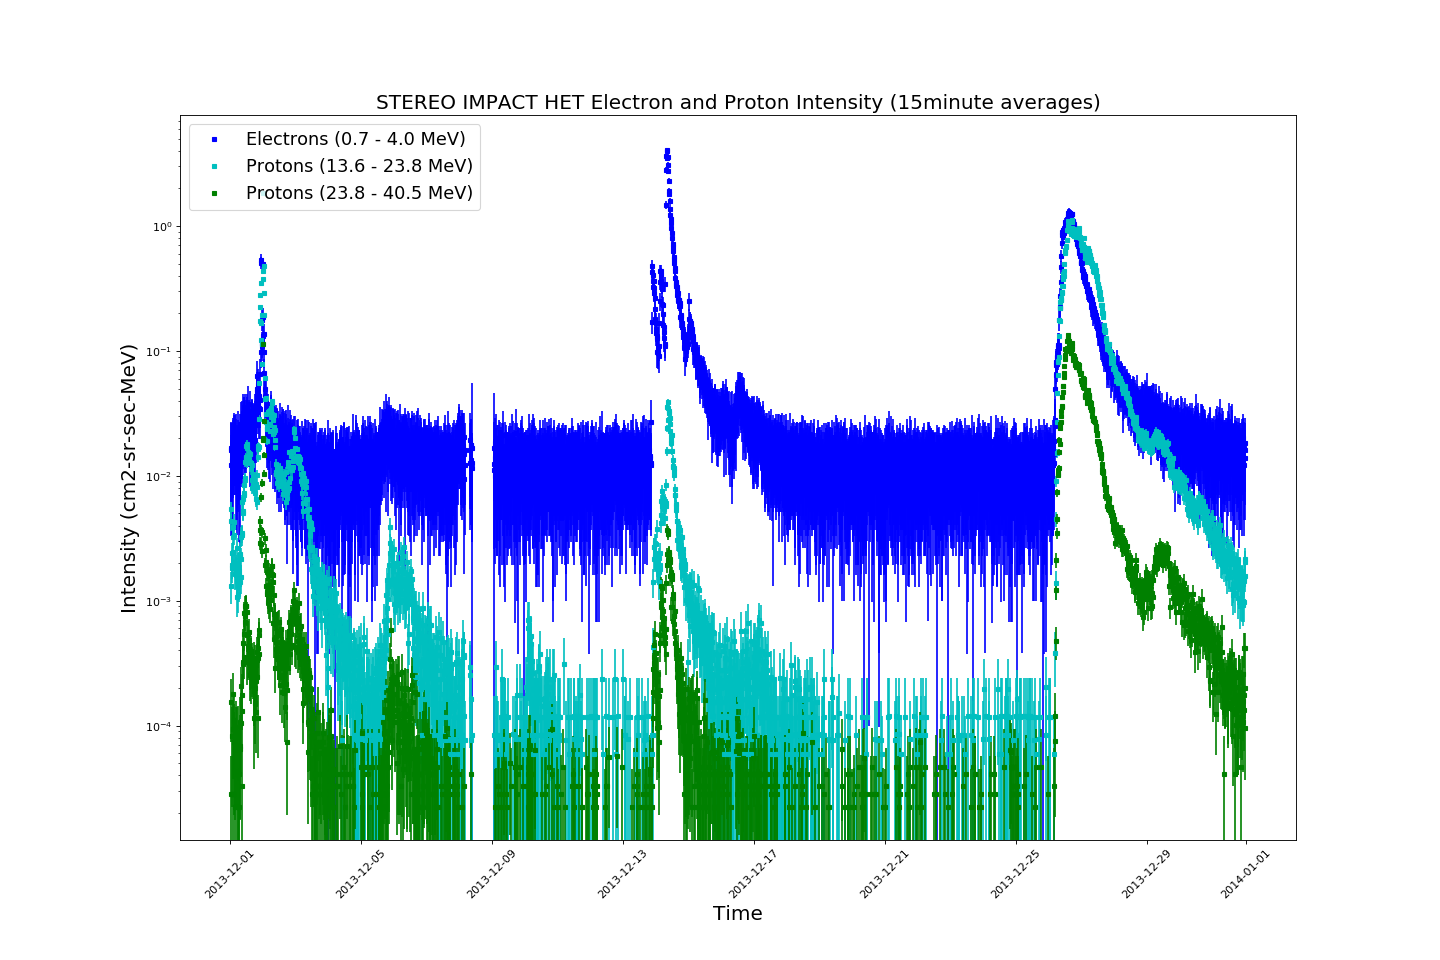 STEREO IMPACT HET Electron and Proton Intensity (15minute averages)
Electrons (0.7 - 4.0 MeV)
Protons (13.6 - 23.8 MeV)
Protons (23.8 - 40.5 MeV)
Intensity (cm2-sr-sec-MeV)
10⁰
10⁻¹
10⁻²
10⁻³
10⁻⁴
2013-12-01
2013-12-05
2013-12-09
2013-12-13
2013-12-17
2013-12-21
2013-12-25
2013-12-29
2014-01-01
Time